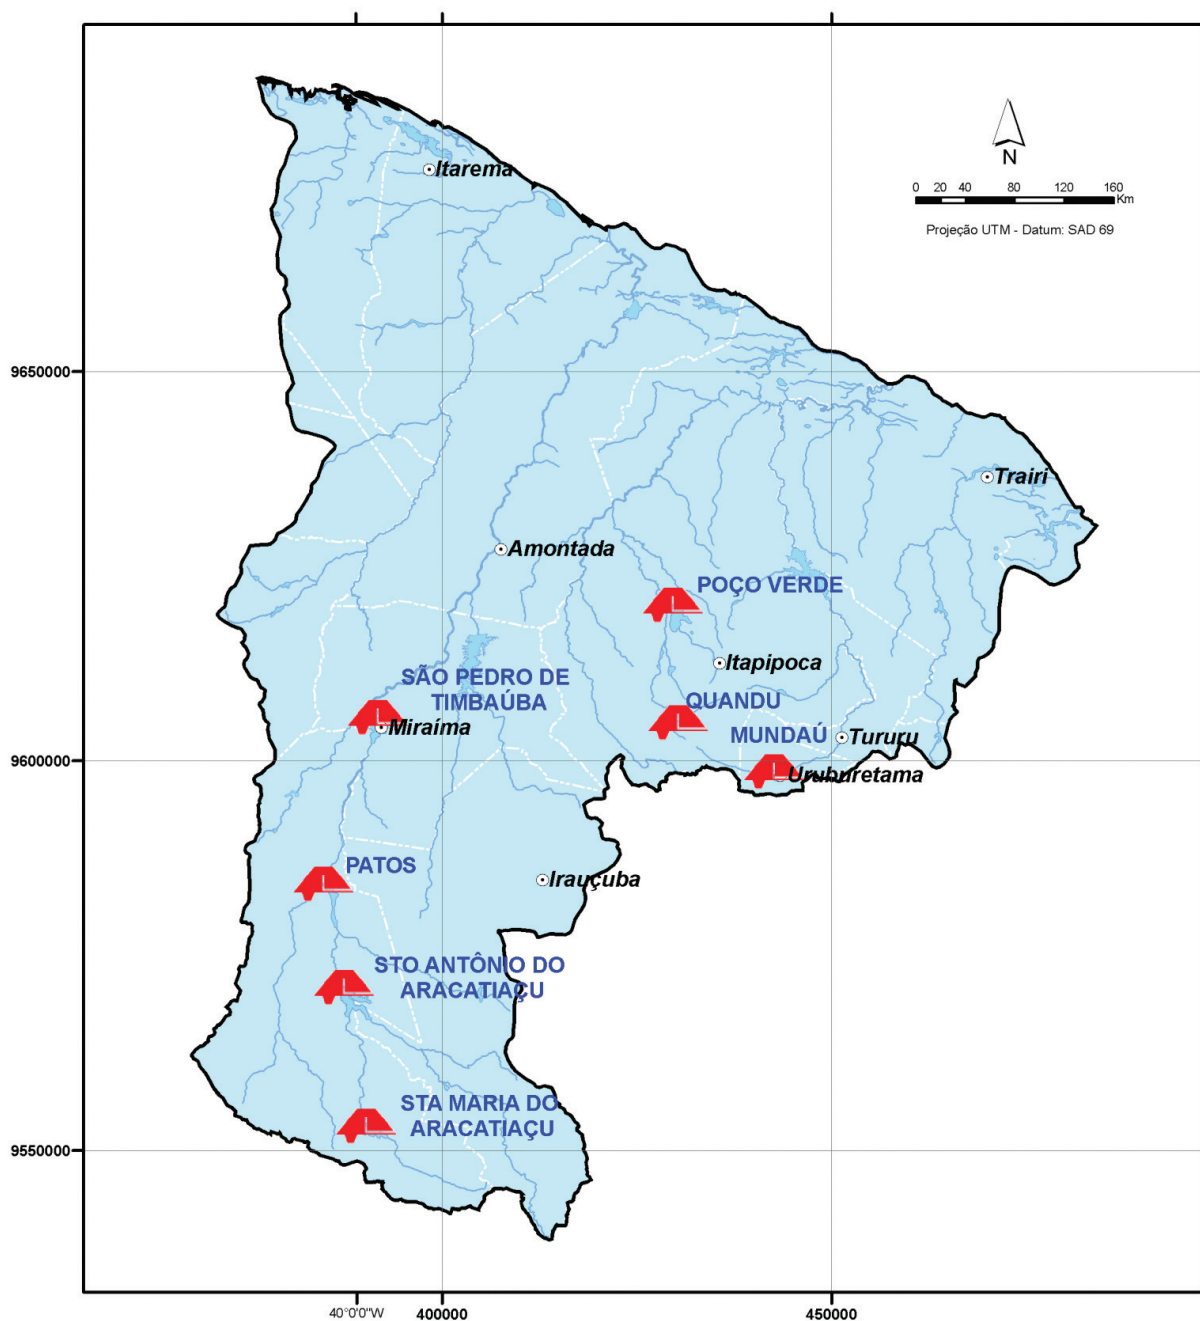 Itarema
N
0 20 40 80 120 160
Km
Projeção UTM - Datum: SAD 69
9650000
Trairi
Amontada
POÇO VERDE
Itapipoca
SÃO PEDRO DE
TIMBAÚBA
QUANDU
Miraíma
MUNDAÚ
Tururu
9600000
Uruburetama
PATOS
Irauçuba
STO ANTÔNIO DO
ARACATIAÇU
STA MARIA DO
ARACATIAÇU
9550000
40°0'0"W
400000
450000